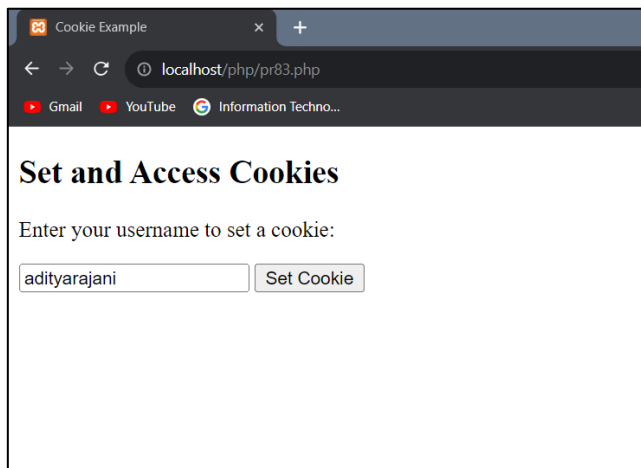 Cookie Example
localhost/php/pr83.php
Gmail YouTube Information Techno...
Set and Access Cookies
Enter your username to set a cookie:
adityarajani Set Cookie